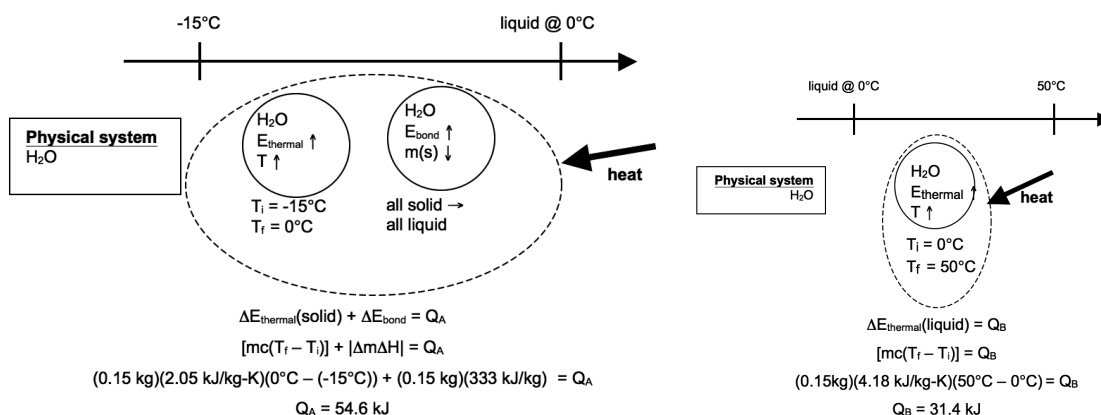 -15°C
liquid @ 0°C
Physical system
H₂O
H₂O
E_thermal ↑
T ↑
H₂O
E_bond ↑
m(s) ↓
heat
T_i = -15°C
T_f = 0°C
all solid →
all liquid
ΔE_thermal(solid) + ΔE_bond = Q_A
[mc(T_f – T_i)] + |ΔmΔH| = Q_A
(0.15 kg)(2.05 kJ/kg-K)(0°C – (-15°C)) + (0.15 kg)(333 kJ/kg) = Q_A
Q_A = 54.6 kJ
liquid @ 0°C
50°C
Physical system
H₂O
H₂O
E_thermal ↑
T ↑
heat
T_i = 0°C
T_f = 50°C
ΔE_thermal(liquid) = Q_B
[mc(T_f – T_i)] = Q_B
(0.15kg)(4.18 kJ/kg-K)(50°C – 0°C) = Q_B
Q_B = 31.4 kJ